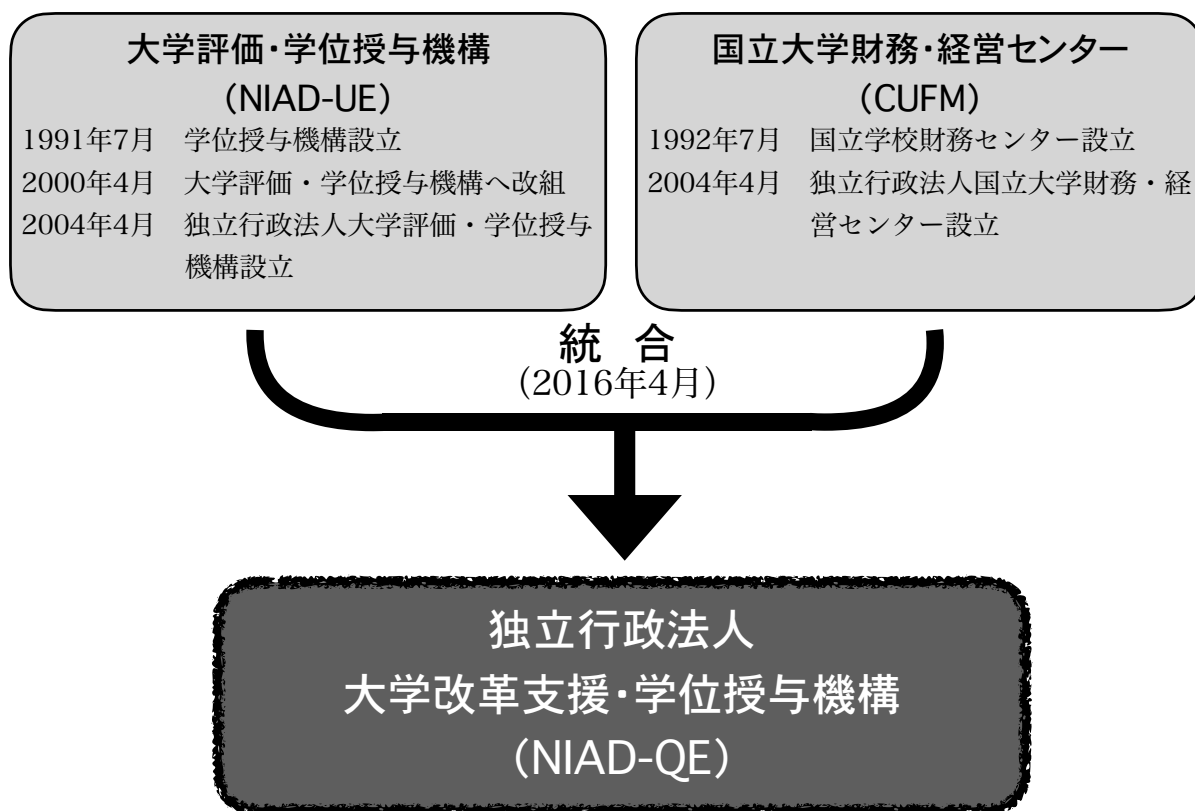 大学評価・学位授与機構
(NIAD-UE)
1991年7月 学位授与機構設立
2000年4月 大学評価・学位授与機構へ改組
2004年4月 独立行政法人大学評価・学位授与
機構設立
国立大学財務・経営センター
(CUFM)
1992年7月 国立学校財務センター設立
2004年4月 独立行政法人国立大学財務・経
営センター設立
統 合
(2016年4月)
独立行政法人
大学改革支援・学位授与機構
(NIAD-QE)